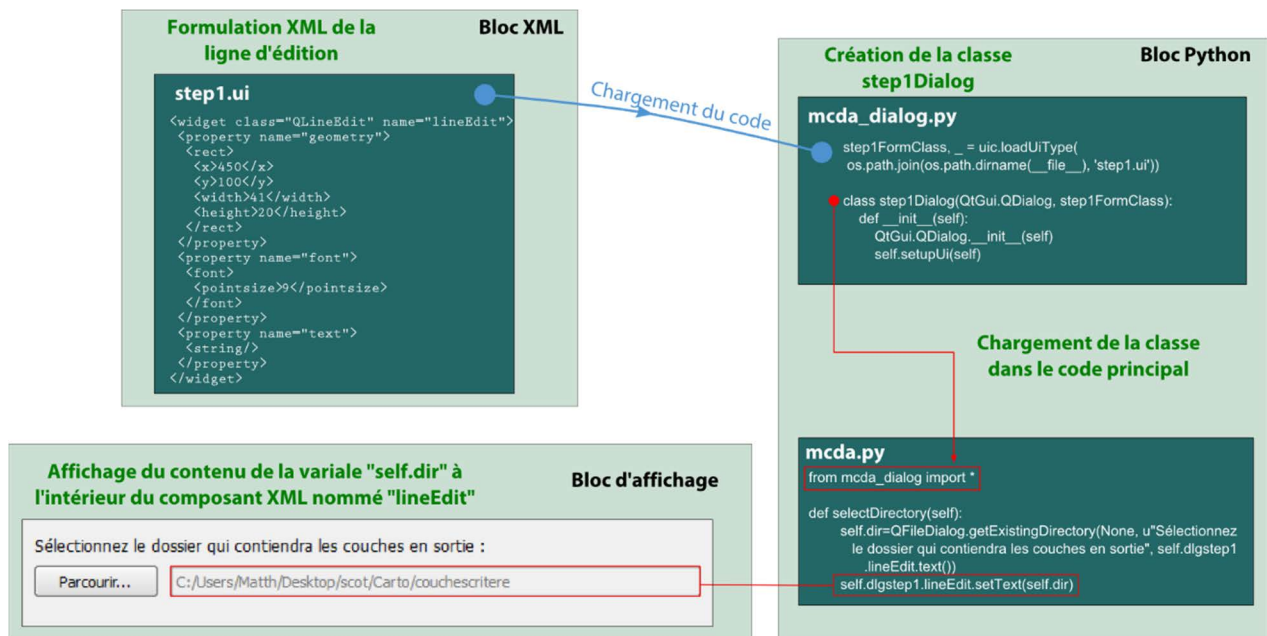 Formulation XML de la
ligne d'édition
Bloc XML
step1.ui
<widget class="QLineEdit" name="lineEdit">
<property name="geometry">
<rect>
<x>450</x>
<y>100</y>
<width>41</width>
<height>20</height>
</rect>
</property>
<property name="font">
<font>
<pointsize>9</pointsize>
</font>
</property>
<property name="text">
<string/>
</property>
</widget>
Chargement du code
Création de la classe
step1Dialog
Bloc Python
mcda_dialog.py
step1FormClass, _ = uic.loadUiType(
os.path.join(os.path.dirname(__file__), 'step1.ui'))
class step1Dialog(QtGui.QDialog, step1FormClass):
def __init__(self):
QtGui.QDialog.__init__(self)
self.setupUi(self)
Chargement de la classe
dans le code principal
mcda.py
from mcda_dialog import *
def selectDirectory(self):
self.dir=QFileDialog.getExistingDirectory(None, u"Sélectionnez
le dossier qui contiendra les couches en sortie", self.dlgstep1
.lineEdit.text())
self.dlgstep1.lineEdit.setText(self.dir)
Affichage du contenu de la variale "self.dir" à
l'intérieur du composant XML nommé "lineEdit"
Bloc d'affichage
Sélectionnez le dossier qui contiendra les couches en sortie :
Parcourir...
C:/Users/Matth/Desktop/scot/Carto/couchescritere